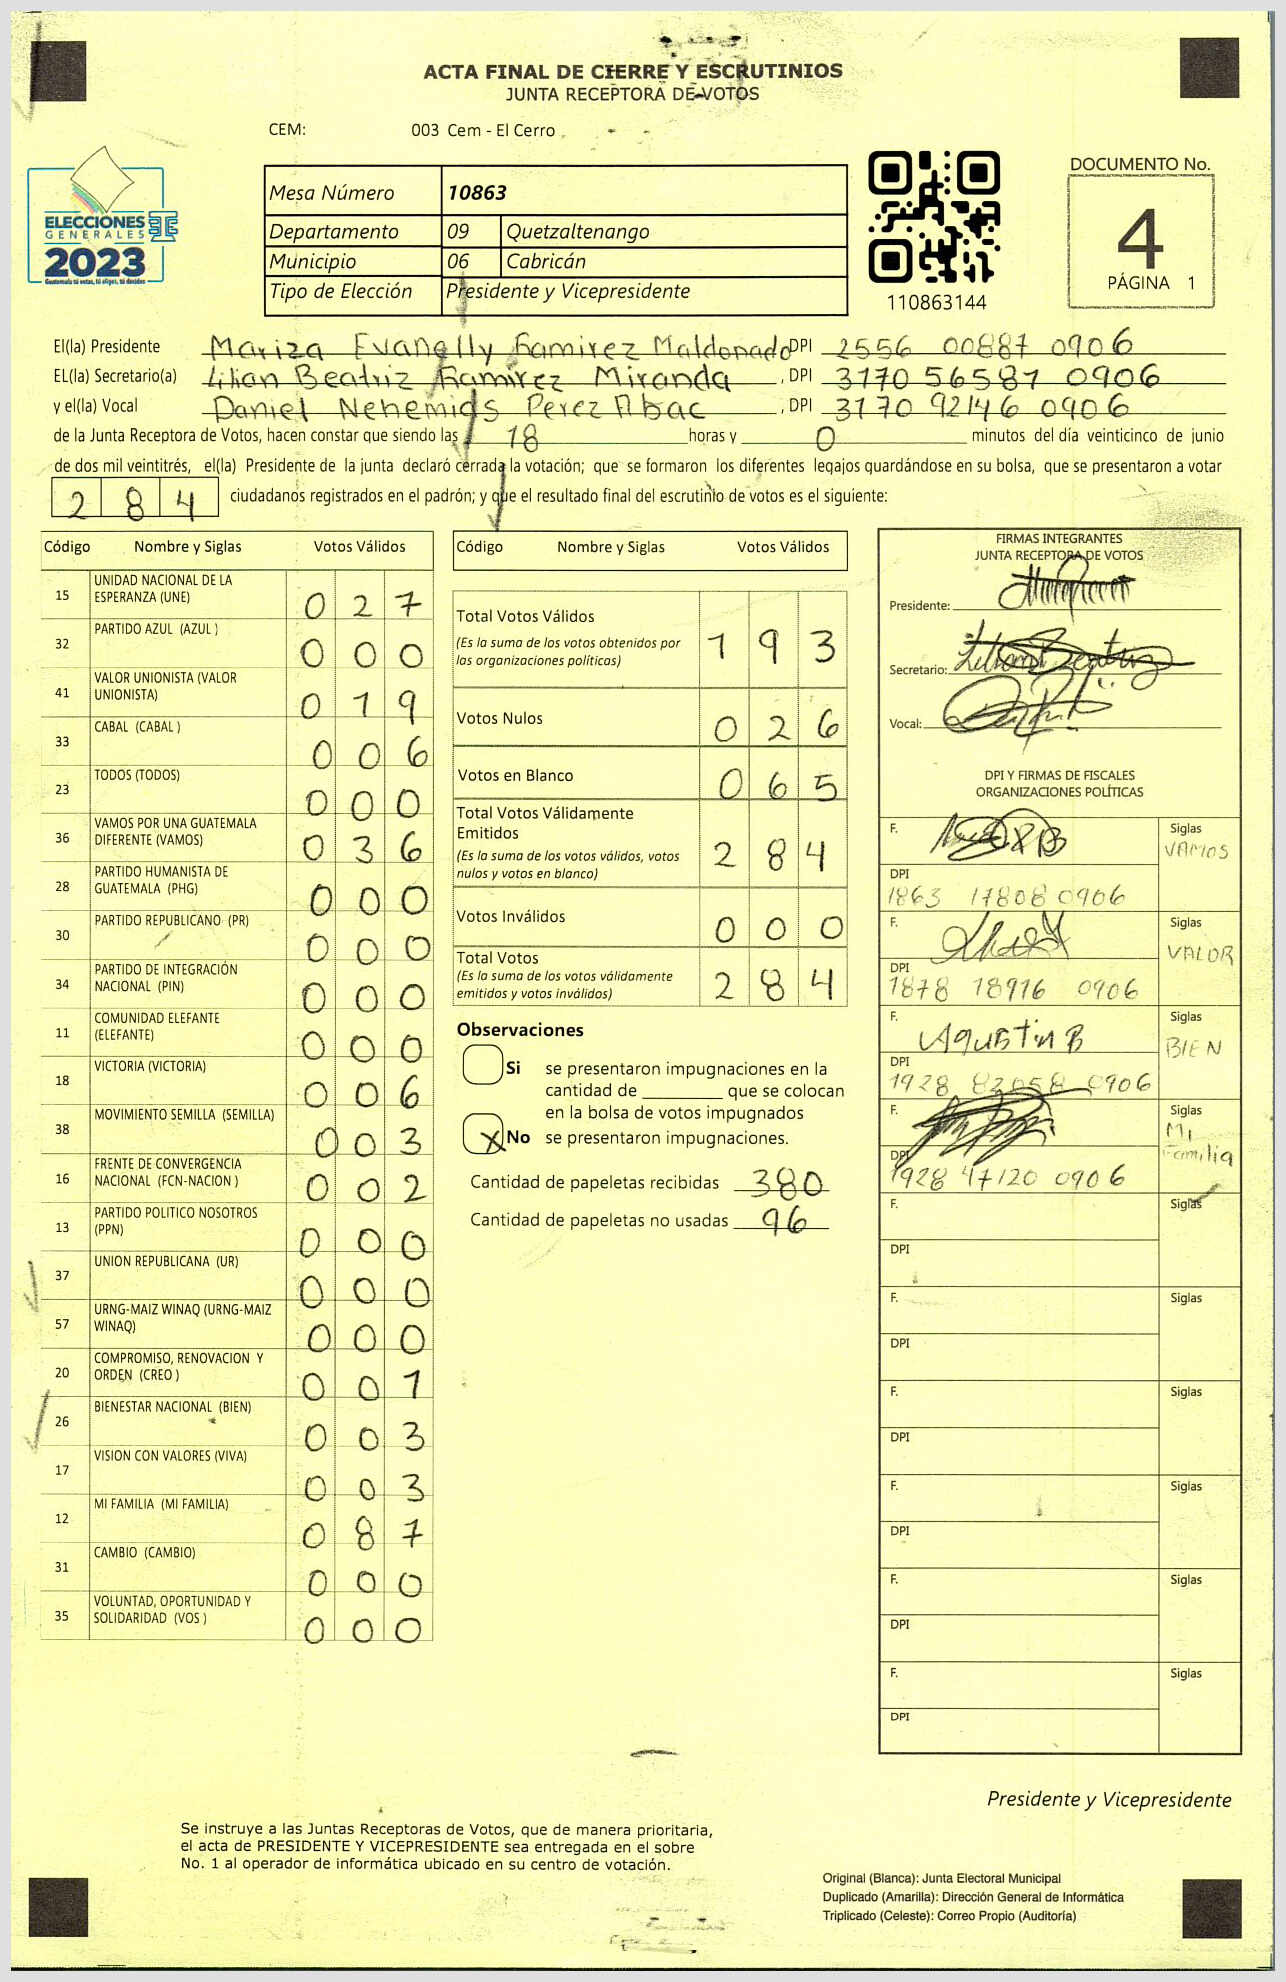 ACTA FINAL DE CIERRE Y ESCRUTINIOS
JUNTA RECEPTORA DE VOTOS
CEM: 003 Cem - El Cerro
ELECCIONES
GENERALES
2023
Guatemala tú votas, tú eliges, tú decides
Mesa Número 10863
Departamento 09 Quetzaltenango
Municipio 06 Cabricán
Tipo de Elección Presidente y Vicepresidente
110863144
DOCUMENTO No.
4
PÁGINA 1
El(la) Presidente Mariza Evanelly Ramirez Maldonado DPI 2556 00887 0906
EL(la) Secretario(a) Lilian Beatriz Ramirez Miranda, DPI 3170 56587 0906
y el(la) Vocal Daniel Nehemias Perez Abac, DPI 3170 92146 0906
de la Junta Receptora de Votos, hacen constar que siendo las 18 horas y 0 minutos del día veinticinco de junio
de dos mil veintitrés, el(la) Presidente de la junta declaró cerrada la votación; que se formaron los diferentes legajos guardándose en su bolsa, que se presentaron a votar
284 ciudadanos registrados en el padrón; y que el resultado final del escrutinio de votos es el siguiente:
Código Nombre y Siglas Votos Válidos
15 UNIDAD NACIONAL DE LA ESPERANZA (UNE) 0 2 7
32 PARTIDO AZUL (AZUL ) 0 0 0
41 VALOR UNIONISTA (VALOR UNIONISTA) 0 1 9
33 CABAL (CABAL ) 0 0 6
23 TODOS (TODOS) 0 0 0
36 VAMOS POR UNA GUATEMALA DIFERENTE (VAMOS) 0 3 6
28 PARTIDO HUMANISTA DE GUATEMALA (PHG) 0 0 0
30 PARTIDO REPUBLICANO (PR) 0 0 0
34 PARTIDO DE INTEGRACIÓN NACIONAL (PIN) 0 0 0
11 COMUNIDAD ELEFANTE (ELEFANTE) 0 0 0
18 VICTORIA (VICTORIA) 0 0 6
38 MOVIMIENTO SEMILLA (SEMILLA) 0 0 3
16 FRENTE DE CONVERGENCIA NACIONAL (FCN-NACION ) 0 0 2
13 PARTIDO POLITICO NOSOTROS (PPN) 0 0 0
37 UNION REPUBLICANA (UR) 0 0 0
57 URNG-MAIZ WINAQ (URNG-MAIZ WINAQ) 0 0 0
20 COMPROMISO, RENOVACION Y ORDEN (CREO ) 0 0 1
26 BIENESTAR NACIONAL (BIEN) 0 0 3
17 VISION CON VALORES (VIVA) 0 0 3
12 MI FAMILIA (MI FAMILIA) 0 8 7
31 CAMBIO (CAMBIO) 0 0 0
35 VOLUNTAD, OPORTUNIDAD Y SOLIDARIDAD (VOS ) 0 0 0
Código Nombre y Siglas Votos Válidos
Total Votos Válidos 1 9 3
(Es la suma de los votos obtenidos por
las organizaciones políticas)
Votos Nulos 0 2 6
Votos en Blanco 0 6 5
Total Votos Válidamente
Emitidos
(Es la suma de los votos válidos, votos
nulos y votos en blanco) 2 8 4
Votos Inválidos 0 0 0
Total Votos
(Es la suma de los votos válidamente
emitidos y votos inválidos) 2 8 4
Observaciones
Si se presentaron impugnaciones en la
cantidad de ________ que se colocan
en la bolsa de votos impugnados
X No se presentaron impugnaciones.
Cantidad de papeletas recibidas 380
Cantidad de papeletas no usadas 96
FIRMAS INTEGRANTES
JUNTA RECEPTORA DE VOTOS
Presidente:
Secretario: Lilian Beatriz
Vocal:
DPI Y FIRMAS DE FISCALES
ORGANIZACIONES POLÍTICAS
F. Siglas VAMOS
DPI 1863 17808 0906
F. Siglas VALOR
DPI 1878 18916 0906
F. Agustin B Siglas BIEN
DPI 1928 82058 0906
F. Siglas Mi Familia
DPI 1928 47120 0906
F. Siglas
DPI
F. Siglas
DPI
F. Siglas
DPI
F. Siglas
DPI
F. Siglas
DPI
F. Siglas
DPI
Presidente y Vicepresidente
Se instruye a las Juntas Receptoras de Votos, que de manera prioritaria,
el acta de PRESIDENTE Y VICEPRESIDENTE sea entregada en el sobre
No. 1 al operador de informática ubicado en su centro de votación.
Original (Blanca): Junta Electoral Municipal
Duplicado (Amarilla): Dirección General de Informática
Triplicado (Celeste): Correo Propio (Auditoría)